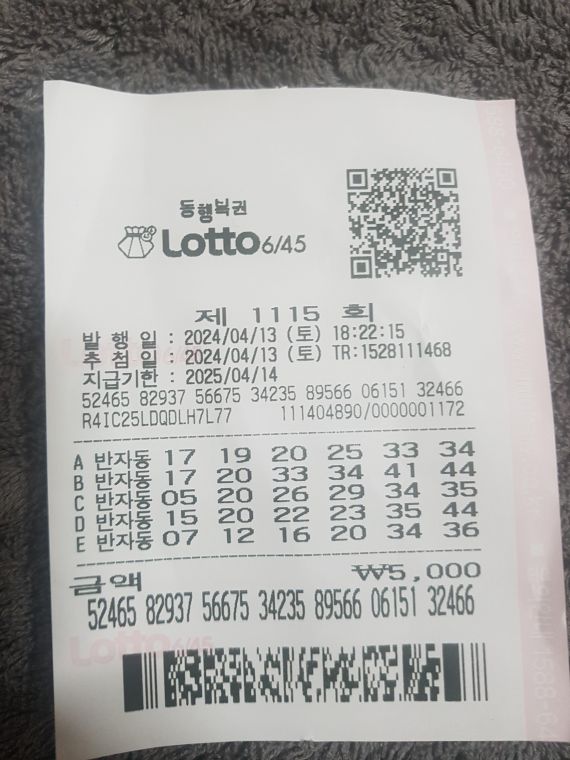 동행복권
Lotto 6/45
제 1115 회
발 행 일 : 2024/04/13 (토) 18:22:15
추 첨 일 : 2024/04/13 (토) TR:1528111468
지급기한 : 2025/04/14
52465 82937 56675 34235 89566 06151 32466
R4IC25LDQDLH7L77 111404890/0000001172
A 반자동 17 19 20 25 33 34
B 반자동 17 20 33 34 41 44
C 반자동 05 20 26 29 34 35
D 반자동 15 20 22 23 35 44
E 반자동 07 12 16 20 34 36
금액 ₩5,000
52465 82937 56675 34235 89566 06151 32466
Lotto 6/45